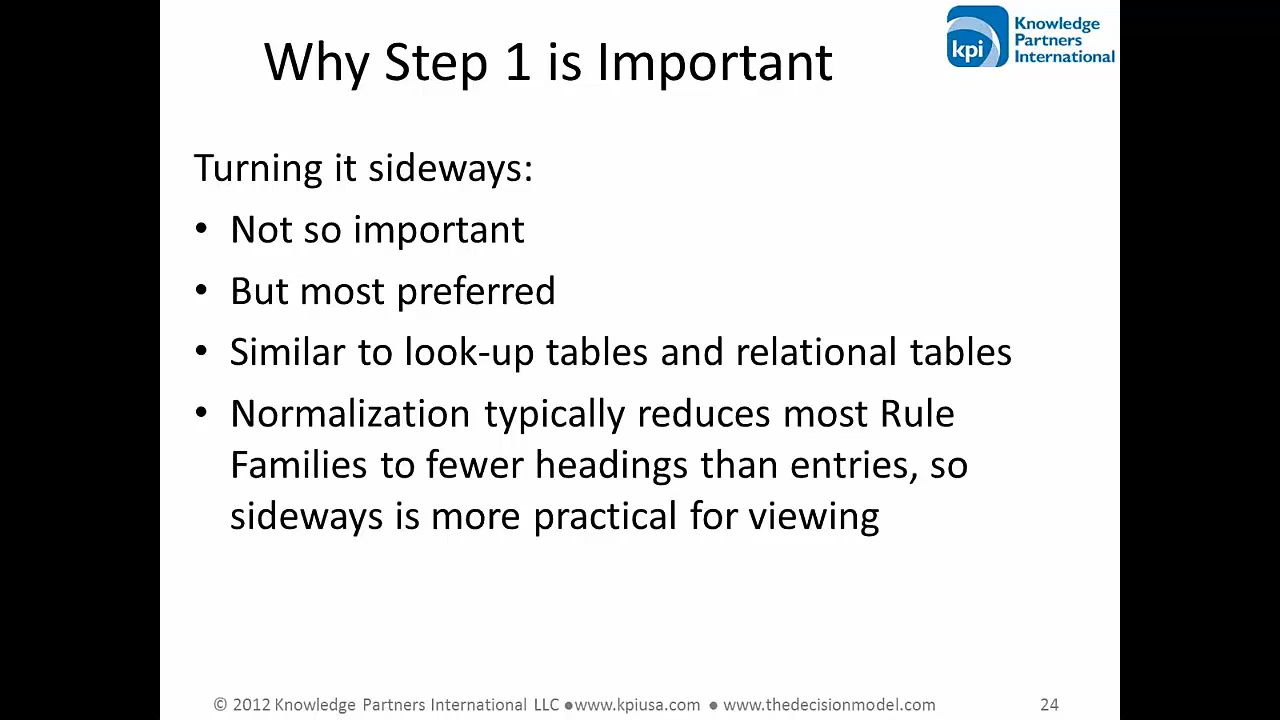 Why Step 1 is Important
kpi
Knowledge
Partners
International
Turning it sideways:
• Not so important
• But most preferred
• Similar to look-up tables and relational tables
• Normalization typically reduces most Rule
Families to fewer headings than entries, so
sideways is more practical for viewing
© 2012 Knowledge Partners International LLC ●www.kpiusa.com ● www.thedecisionmodel.com
24